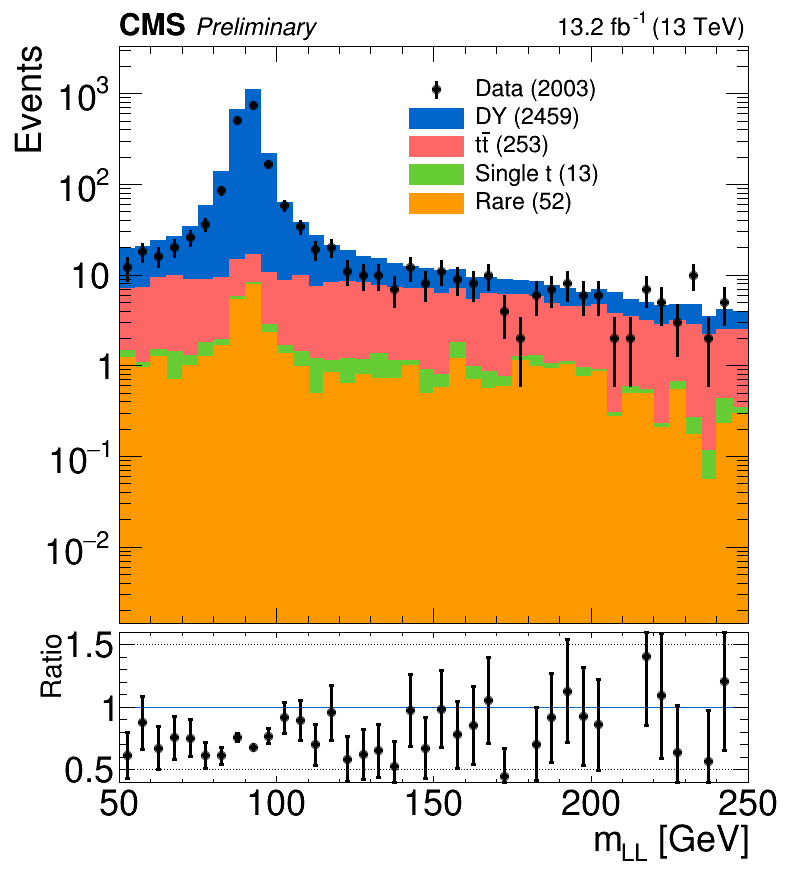 CMS Preliminary 13.2 fb⁻¹ (13 TeV)
Events
10³
10²
10
1
10⁻¹
10⁻²
Data (2003)
DY (2459)
tt̄ (253)
Single t (13)
Rare (52)
Ratio
1.5
1
0.5
50 100 150 200 250
m_LL [GeV]